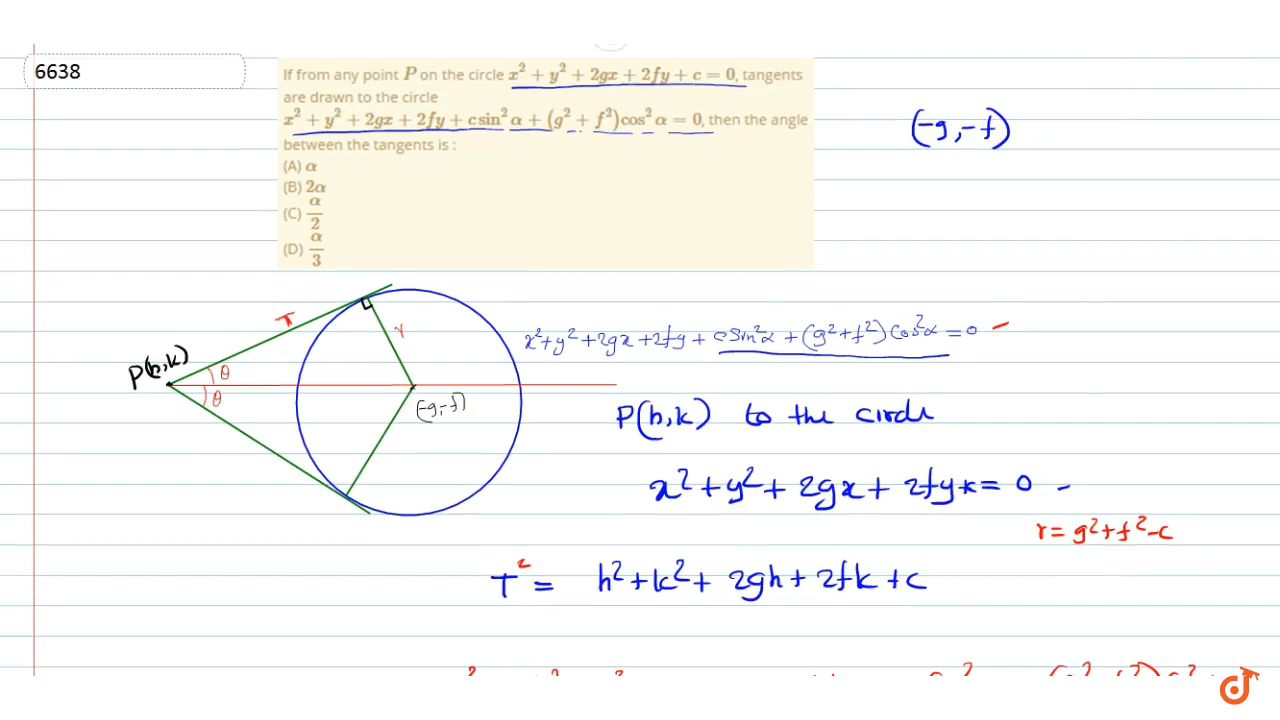 6638
If from any point P on the circle x² + y² + 2gx + 2fy + c = 0, tangents
are drawn to the circle
x² + y² + 2gx + 2fy + c sin² α + (g² + f²) cos² α = 0, then the angle
between the tangents is :
(A) α
(B) 2α
(C) α/2
(D) α/3
(-g, -f)
T
r
P(h,k)
θ
θ
(-g,-f)
x²+y²+2gx+2fy+cSin²α+(g²+f²)Cos²α=0
P(h,k) to the circle
x²+y²+2gx+2fy+c=0
r=g²+f²-c
T² = h²+k²+2gh+2fk+c